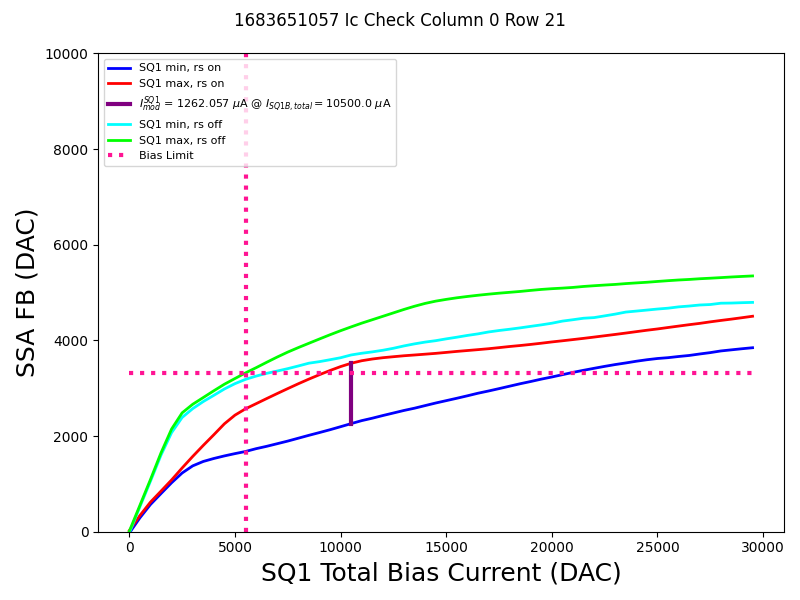 1683651057 Ic Check Column 0 Row 21
10000
8000
6000
4000
2000
0
SSA FB (DAC)
SQ1 min, rs on
SQ1 max, rs on
I_{mod}^{SQ1} = 1262.057 μA @ I_{SQ1B,total} = 10500.0 μA
SQ1 min, rs off
SQ1 max, rs off
Bias Limit
0 5000 10000 15000 20000 25000 30000
SQ1 Total Bias Current (DAC)